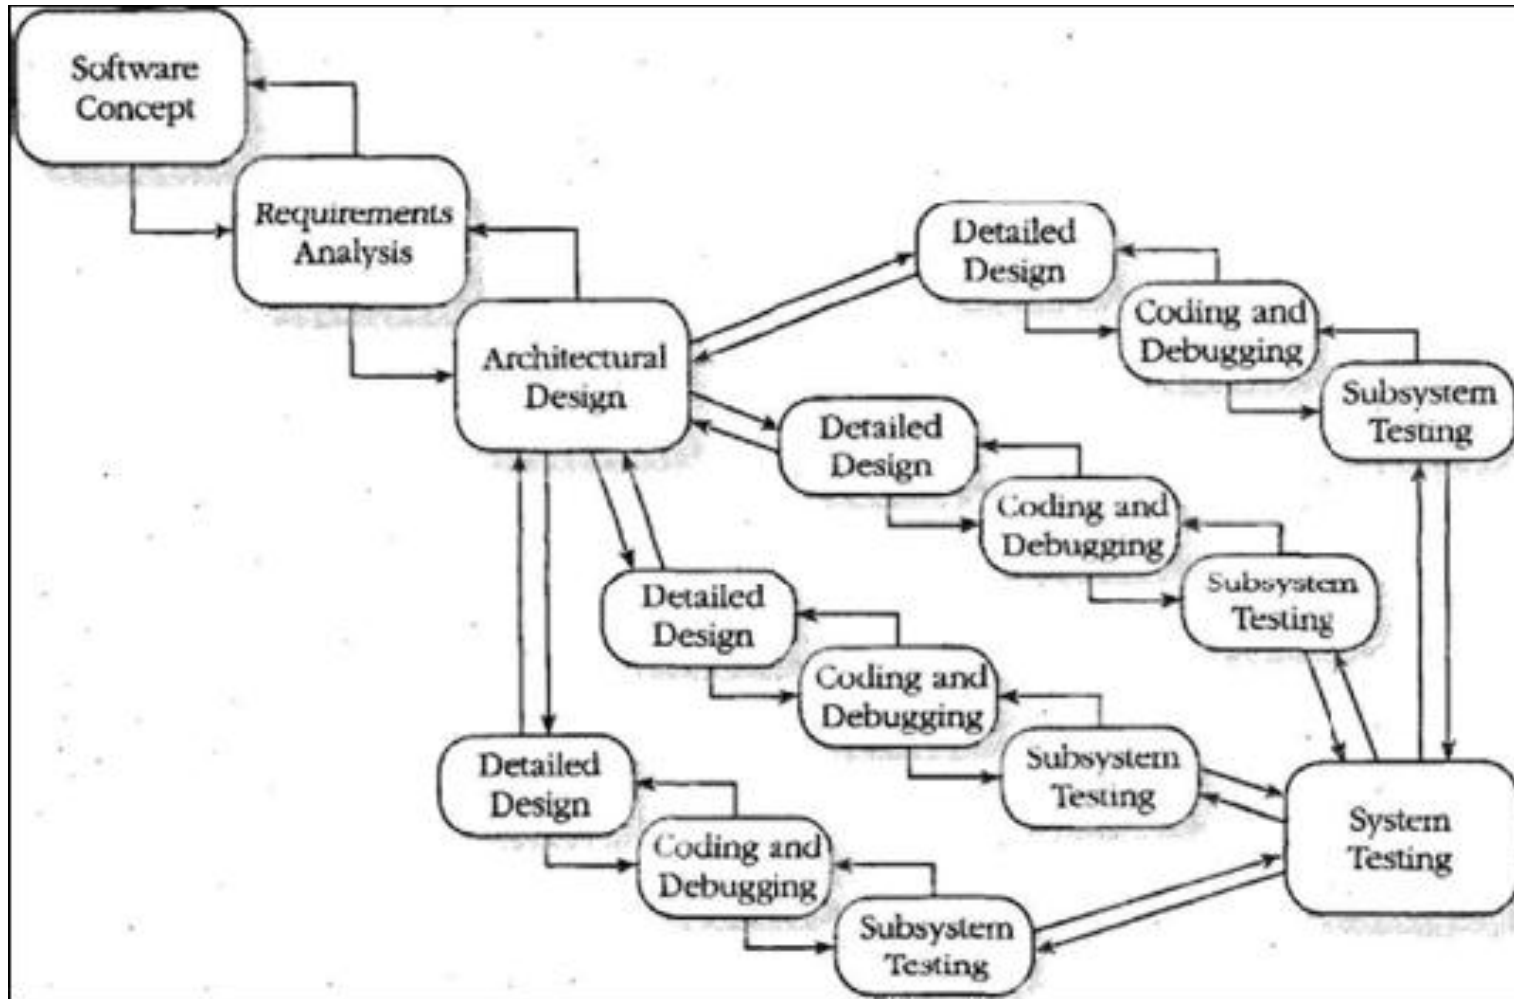 Software
Concept
Requirements
Analysis
Architectural
Design
Detailed
Design
Coding and
Debugging
Subsystem
Testing
Detailed
Design
Coding and
Debugging
Subsystem
Testing
Detailed
Design
Coding and
Debugging
Subsystem
Testing
Detailed
Design
Coding and
Debugging
Subsystem
Testing
System
Testing